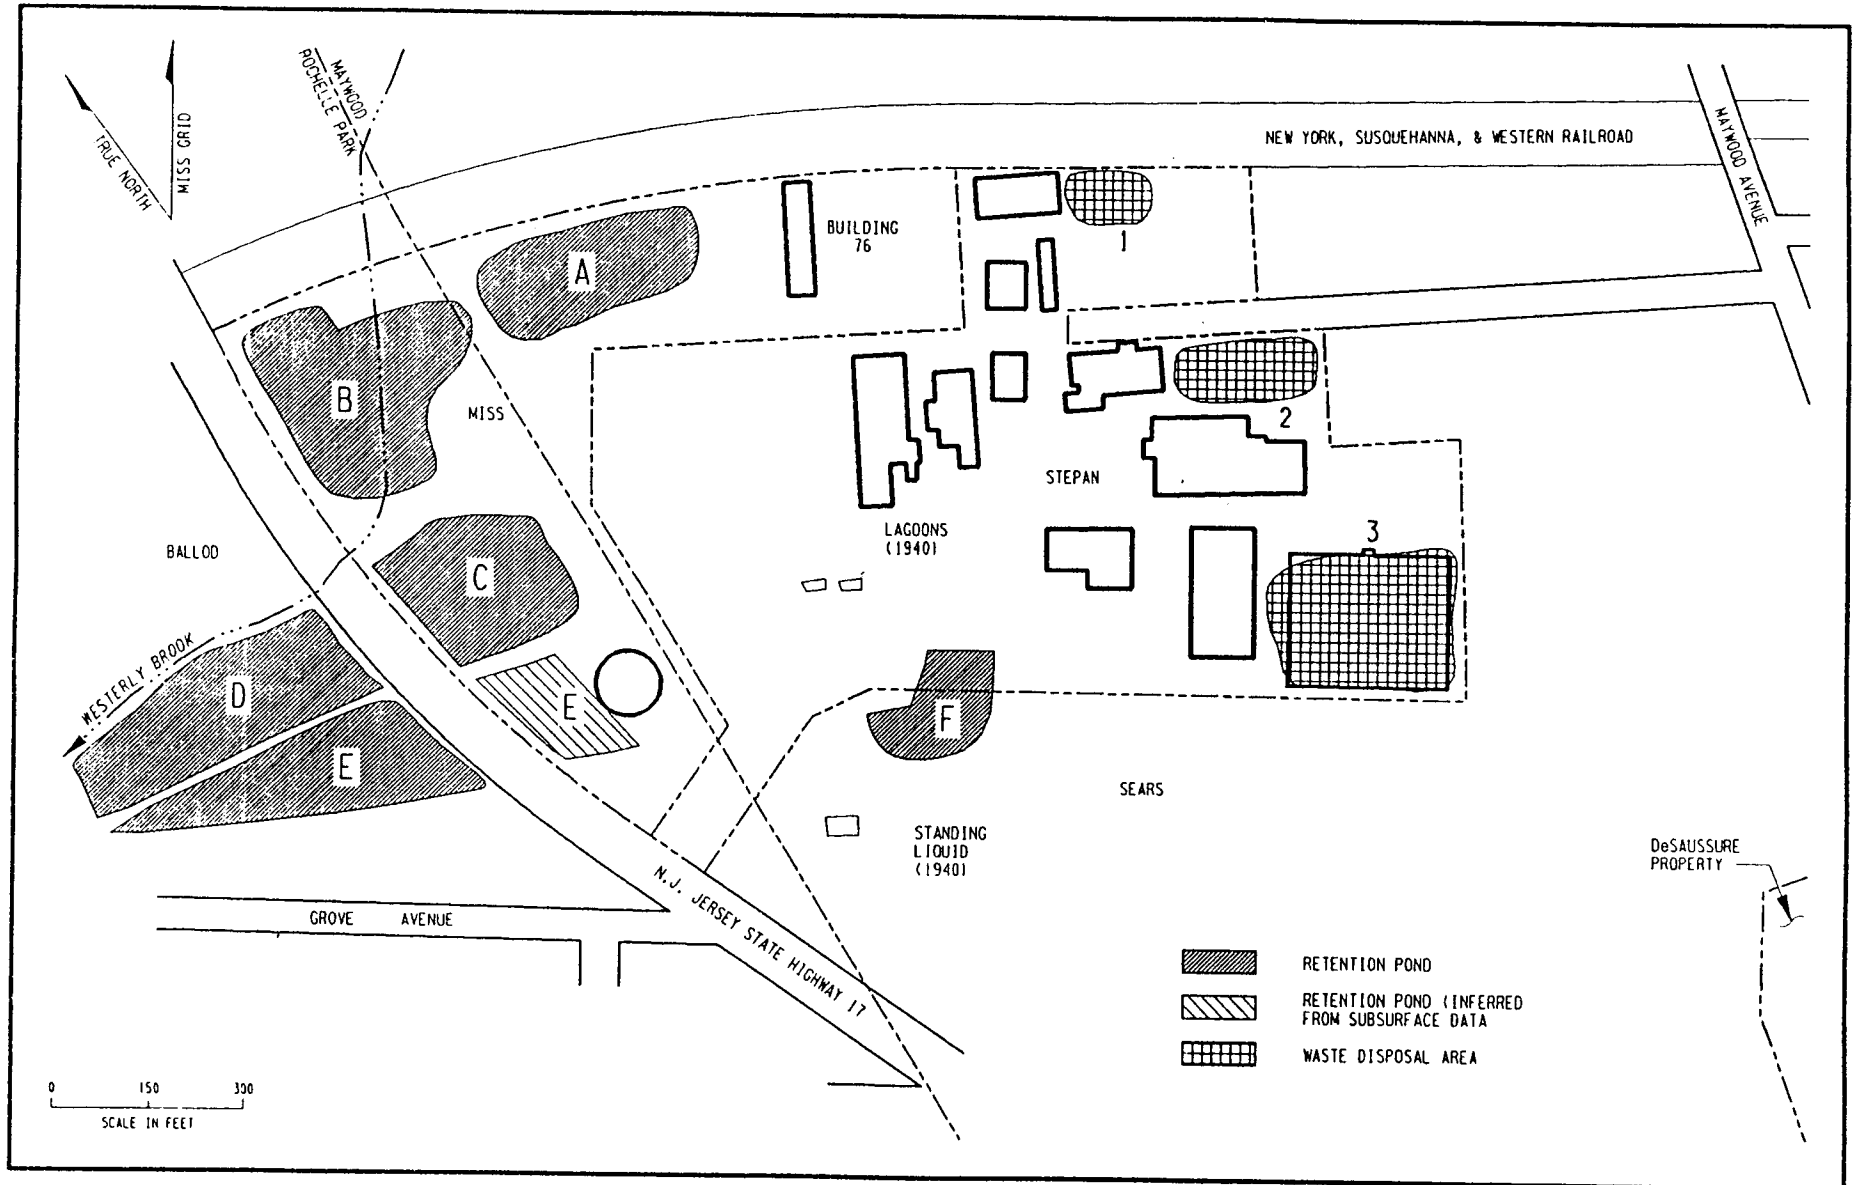 TRUE NORTH
MISS GRID
MAYWOOD
ROCHELLE PARK
NEW YORK, SUSQUEHANNA, & WESTERN RAILROAD
MAYWOOD AVENUE
BUILDING
76
1
A
B
MISS
2
STEPAN
LAGOONS
(1940)
3
BALLOD
C
WESTERLY BROOK
D
E
E
F
SEARS
STANDING
LIQUID
(1940)
DeSAUSSURE
PROPERTY
N.J. JERSEY STATE HIGHWAY 17
GROVE AVENUE
RETENTION POND
RETENTION POND (INFERRED
FROM SUBSURFACE DATA
WASTE DISPOSAL AREA
0 150 300
SCALE IN FEET